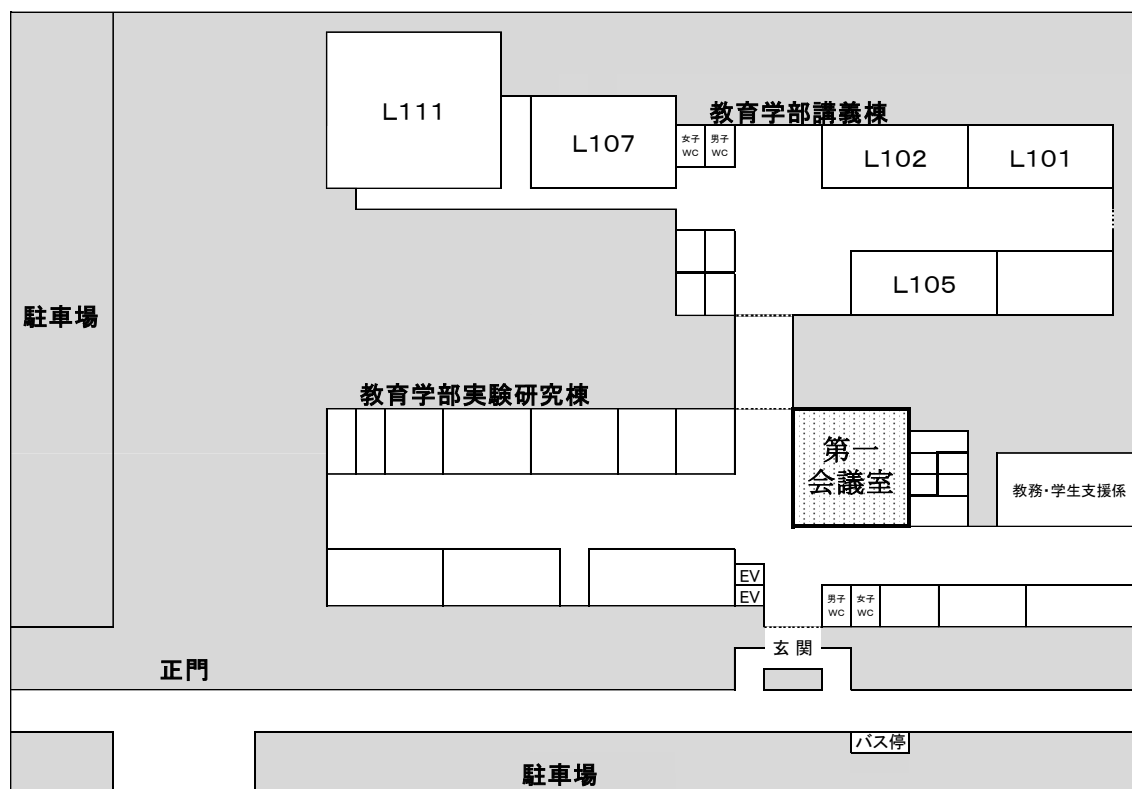 L111
教育学部講義棟
L107
女子
WC
男子
WC
L102
L101
L105
駐車場
教育学部実験研究棟
第一
会議室
教務・学生支援係
EV
EV
男子
WC
女子
WC
玄関
正門
バス停
駐車場